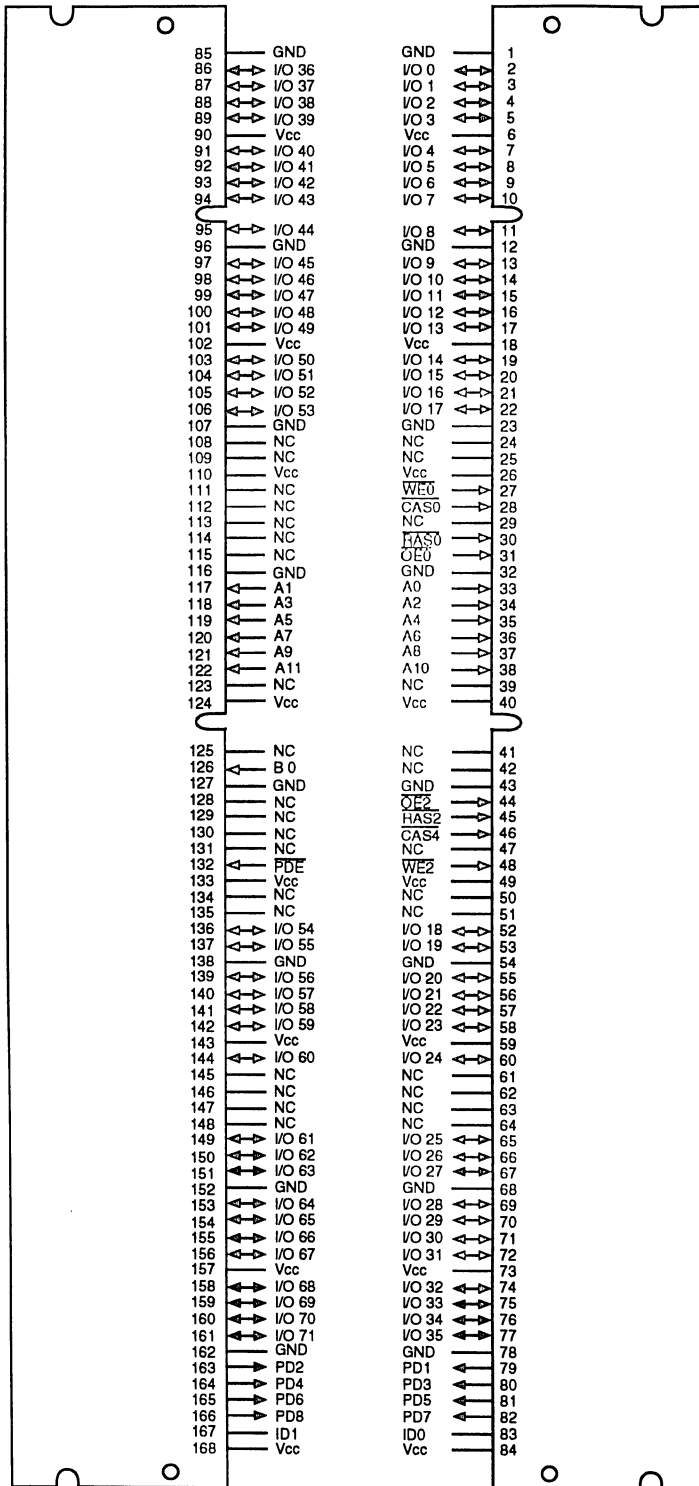 85 GND GND 1
86 I/O 36 I/O 0 2
87 I/O 37 I/O 1 3
88 I/O 38 I/O 2 4
89 I/O 39 I/O 3 5
90 Vcc Vcc 6
91 I/O 40 I/O 4 7
92 I/O 41 I/O 5 8
93 I/O 42 I/O 6 9
94 I/O 43 I/O 7 10
95 I/O 44 I/O 8 11
96 GND GND 12
97 I/O 45 I/O 9 13
98 I/O 46 I/O 10 14
99 I/O 47 I/O 11 15
100 I/O 48 I/O 12 16
101 I/O 49 I/O 13 17
102 Vcc Vcc 18
103 I/O 50 I/O 14 19
104 I/O 51 I/O 15 20
105 I/O 52 I/O 16 21
106 I/O 53 I/O 17 22
107 GND GND 23
108 NC NC 24
109 NC NC 25
110 Vcc Vcc 26
111 NC WE0 27
112 NC CAS0 28
113 NC NC 29
114 NC RAS0 30
115 NC OE0 31
116 GND GND 32
117 A1 A0 33
118 A3 A2 34
119 A5 A4 35
120 A7 A6 36
121 A9 A8 37
122 A11 A10 38
123 NC NC 39
124 Vcc Vcc 40
125 NC NC 41
126 B 0 NC 42
127 GND GND 43
128 NC OE2 44
129 NC RAS2 45
130 NC CAS4 46
131 NC NC 47
132 PDE WE2 48
133 Vcc Vcc 49
134 NC NC 50
135 NC NC 51
136 I/O 54 I/O 18 52
137 I/O 55 I/O 19 53
138 GND GND 54
139 I/O 56 I/O 20 55
140 I/O 57 I/O 21 56
141 I/O 58 I/O 22 57
142 I/O 59 I/O 23 58
143 Vcc Vcc 59
144 I/O 60 I/O 24 60
145 NC NC 61
146 NC NC 62
147 NC NC 63
148 NC NC 64
149 I/O 61 I/O 25 65
150 I/O 62 I/O 26 66
151 I/O 63 I/O 27 67
152 GND GND 68
153 I/O 64 I/O 28 69
154 I/O 65 I/O 29 70
155 I/O 66 I/O 30 71
156 I/O 67 I/O 31 72
157 Vcc Vcc 73
158 I/O 68 I/O 32 74
159 I/O 69 I/O 33 75
160 I/O 70 I/O 34 76
161 I/O 71 I/O 35 77
162 GND GND 78
163 PD2 PD1 79
164 PD4 PD3 80
165 PD6 PD5 81
166 PD8 PD7 82
167 ID1 ID0 83
168 Vcc Vcc 84